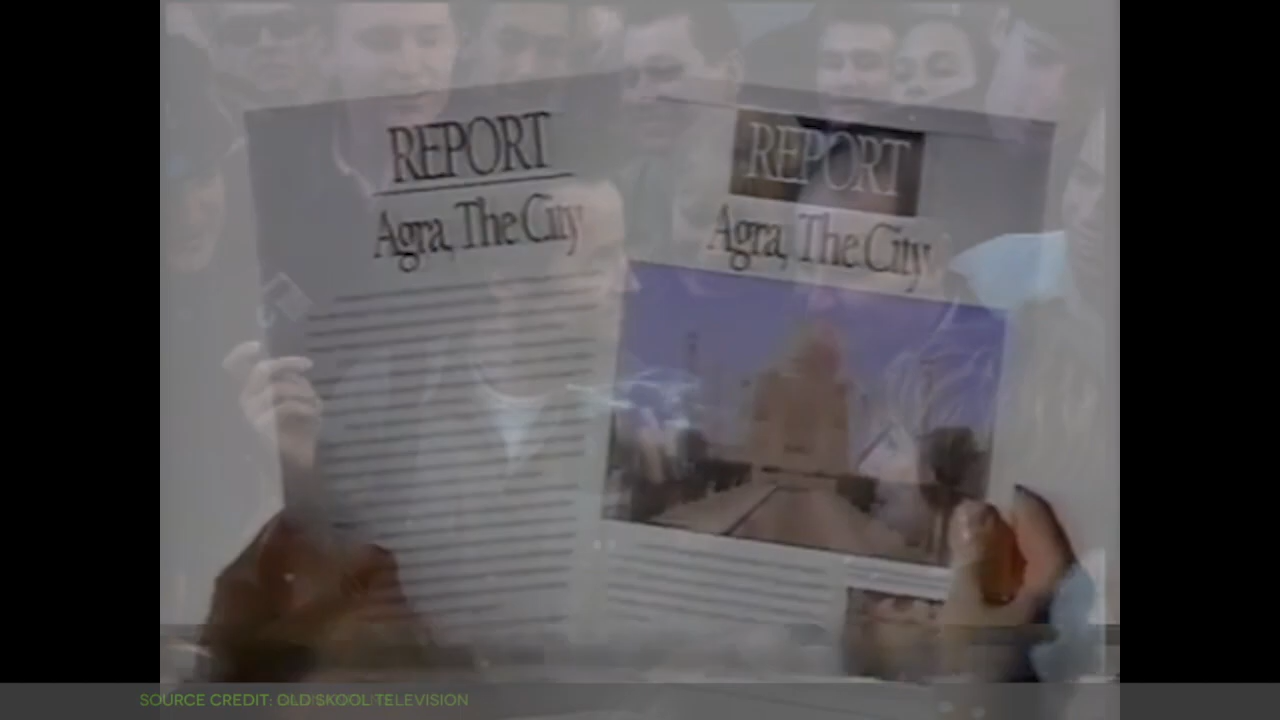 REPORT
Agra, The City
REPORT
Agra, The City
SOURCE CREDIT: OLD SKOOL TELEVISION